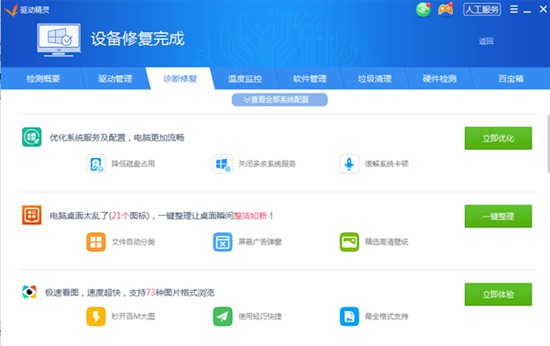 驱动精灵
人工服务
设备修复完成
返回
检测概要 驱动管理 诊断修复 温度监控 软件管理 垃圾清理 硬件检测 百宝箱
查看全部系统配置
优化系统服务及配置，电脑更加流畅
立即优化
降低磁盘占用 关闭多余系统服务 缓解系统卡顿
电脑桌面太乱了(21个图标)，一键整理让桌面瞬间整洁如新！
一键整理
文件自动分类 屏蔽广告弹窗 精选高清壁纸
极速看图，速度超快，支持73种图片格式浏览
立即体验
秒开百M大图 使用轻巧快捷 最全格式支持